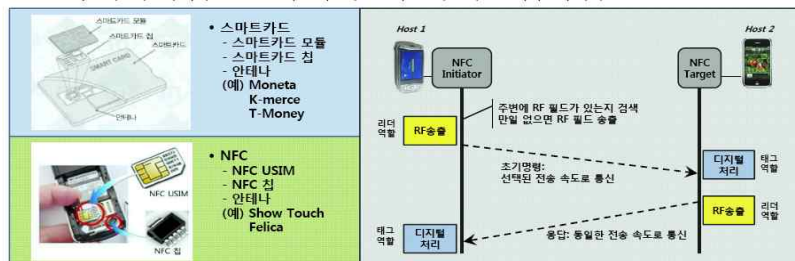 스마트카드 모듈
스마트카드 칩
스마트카드
SMART CARD
안테나
• 스마트카드
- 스마트카드 모듈
- 스마트카드 칩
- 안테나
(예) Moneta
K-merce
T-Money
NFC USIM
NFC 칩
• NFC
- NFC USIM
- NFC 칩
- 안테나
(예) Show Touch
Felica
Host 1
Host 2
NFC
Initiator
NFC
Target
주변에 RF 필드가 있는지 검색
만일 없으면 RF 필드 송출
리더
역할
RF송출
초기명령:
선택된 전송 속도로 통신
디지털
처리
태그
역할
RF송출
리더
역할
태그
역할
디지털
처리
응답: 동일한 전송 속도로 통신